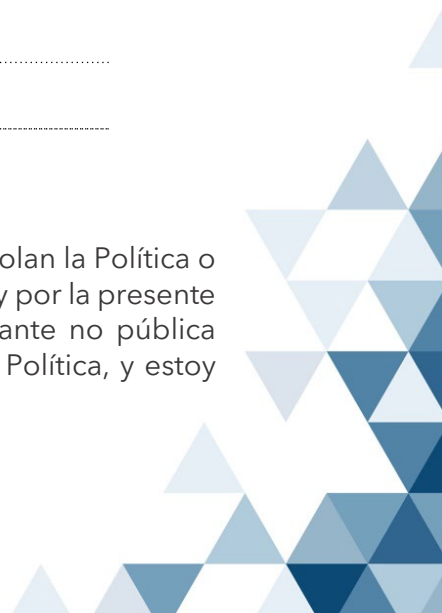 olan la Política o
y por la presente
ante no pública
Política, y estoy